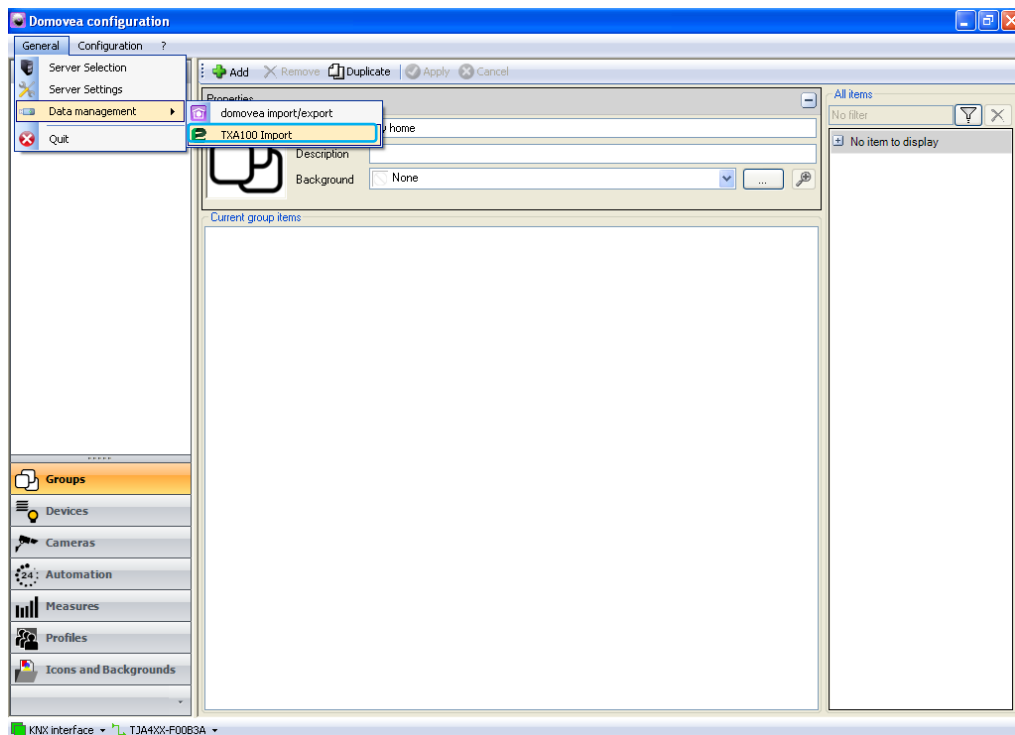 Domovea configuration
General Configuration ?
Server Selection
Server Settings
Data management
Quit
domovea import/export
TXA100 Import
Add Remove Duplicate Apply Cancel
Properties
home
Description
Background None ...
Current group items
All items
No filter
No item to display
Groups
Devices
Cameras
24 Automation
Measures
Profiles
Icons and Backgrounds
KNX interface TJA4XX-F00B3A